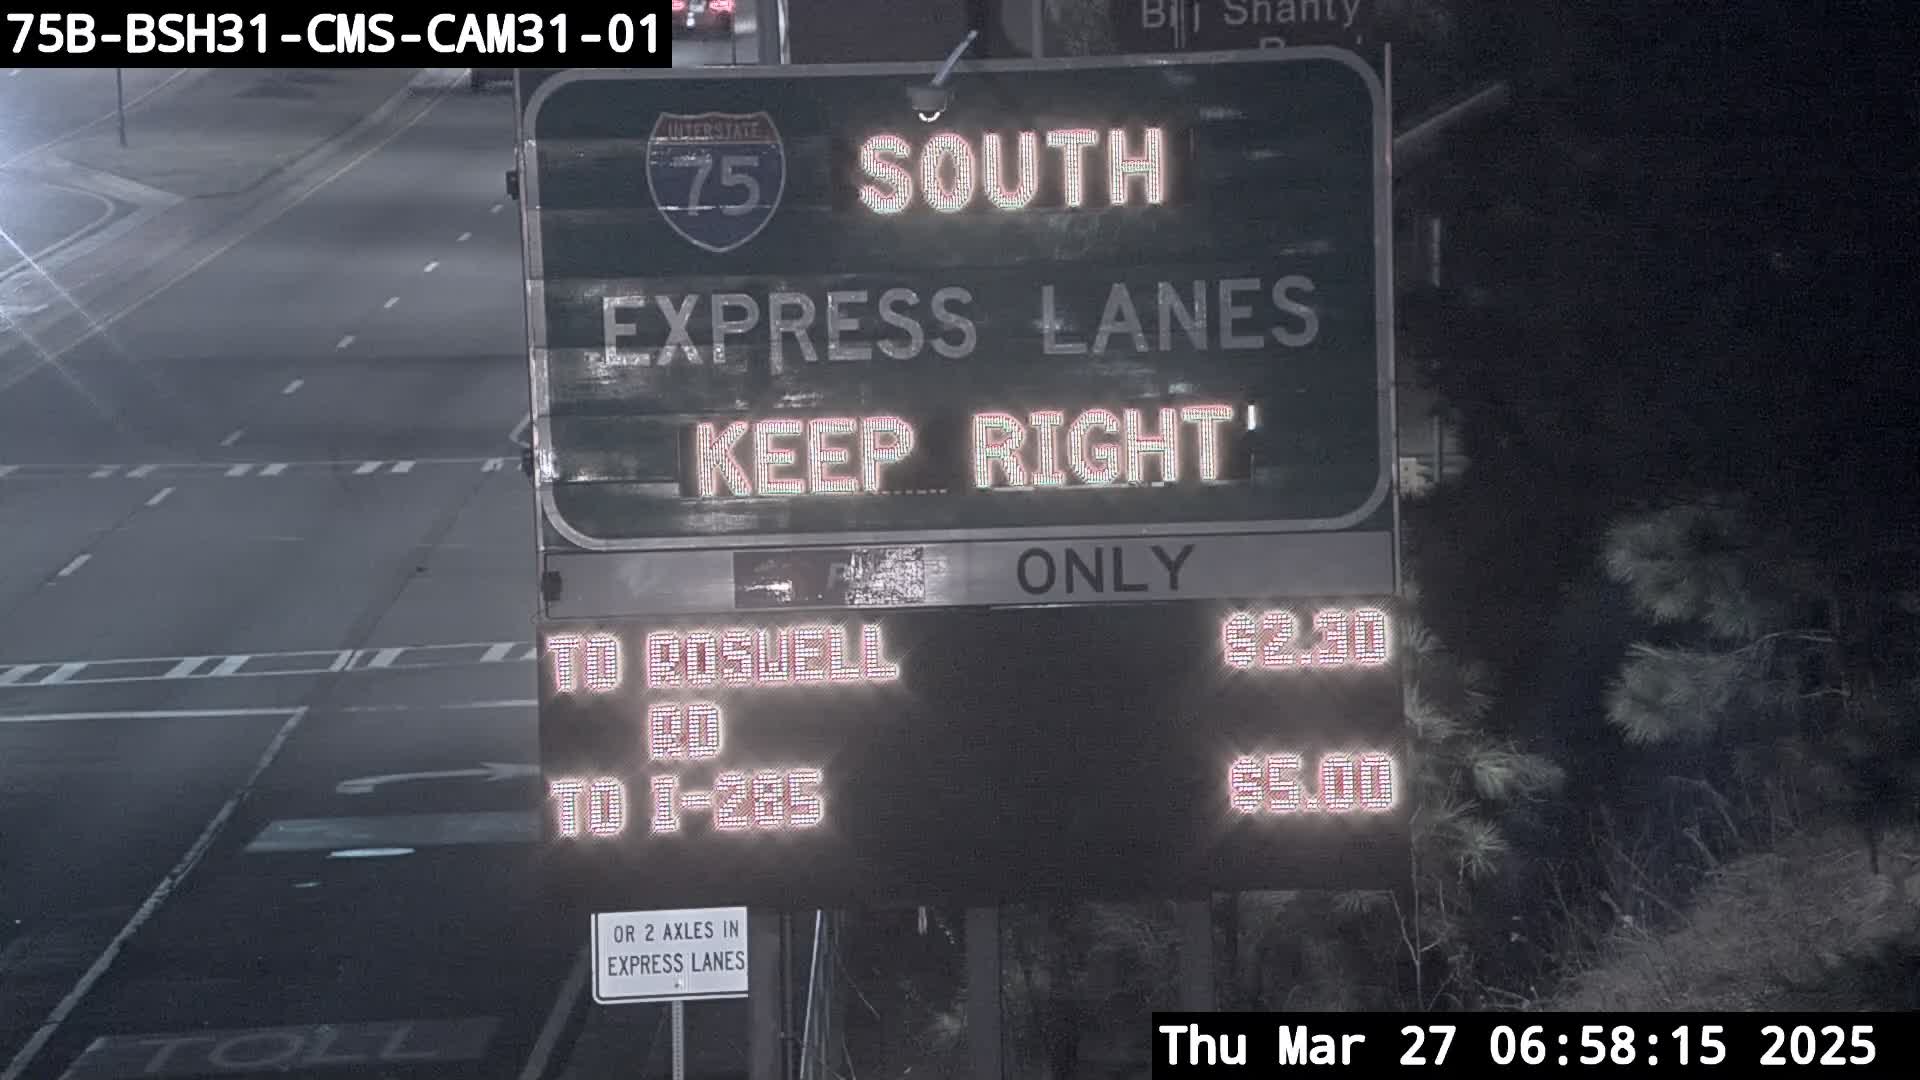 75B-BSH31-CMS-CAM31-01
Shanty
INTERSTATE
75
SOUTH
EXPRESS LANES
KEEP RIGHT
ONLY
TO ROSWELL $2.30
RD
TO I-285 $5.00
OR 2 AXLES IN
EXPRESS LANES
TOLL
Thu Mar 27 06:58:15 2025